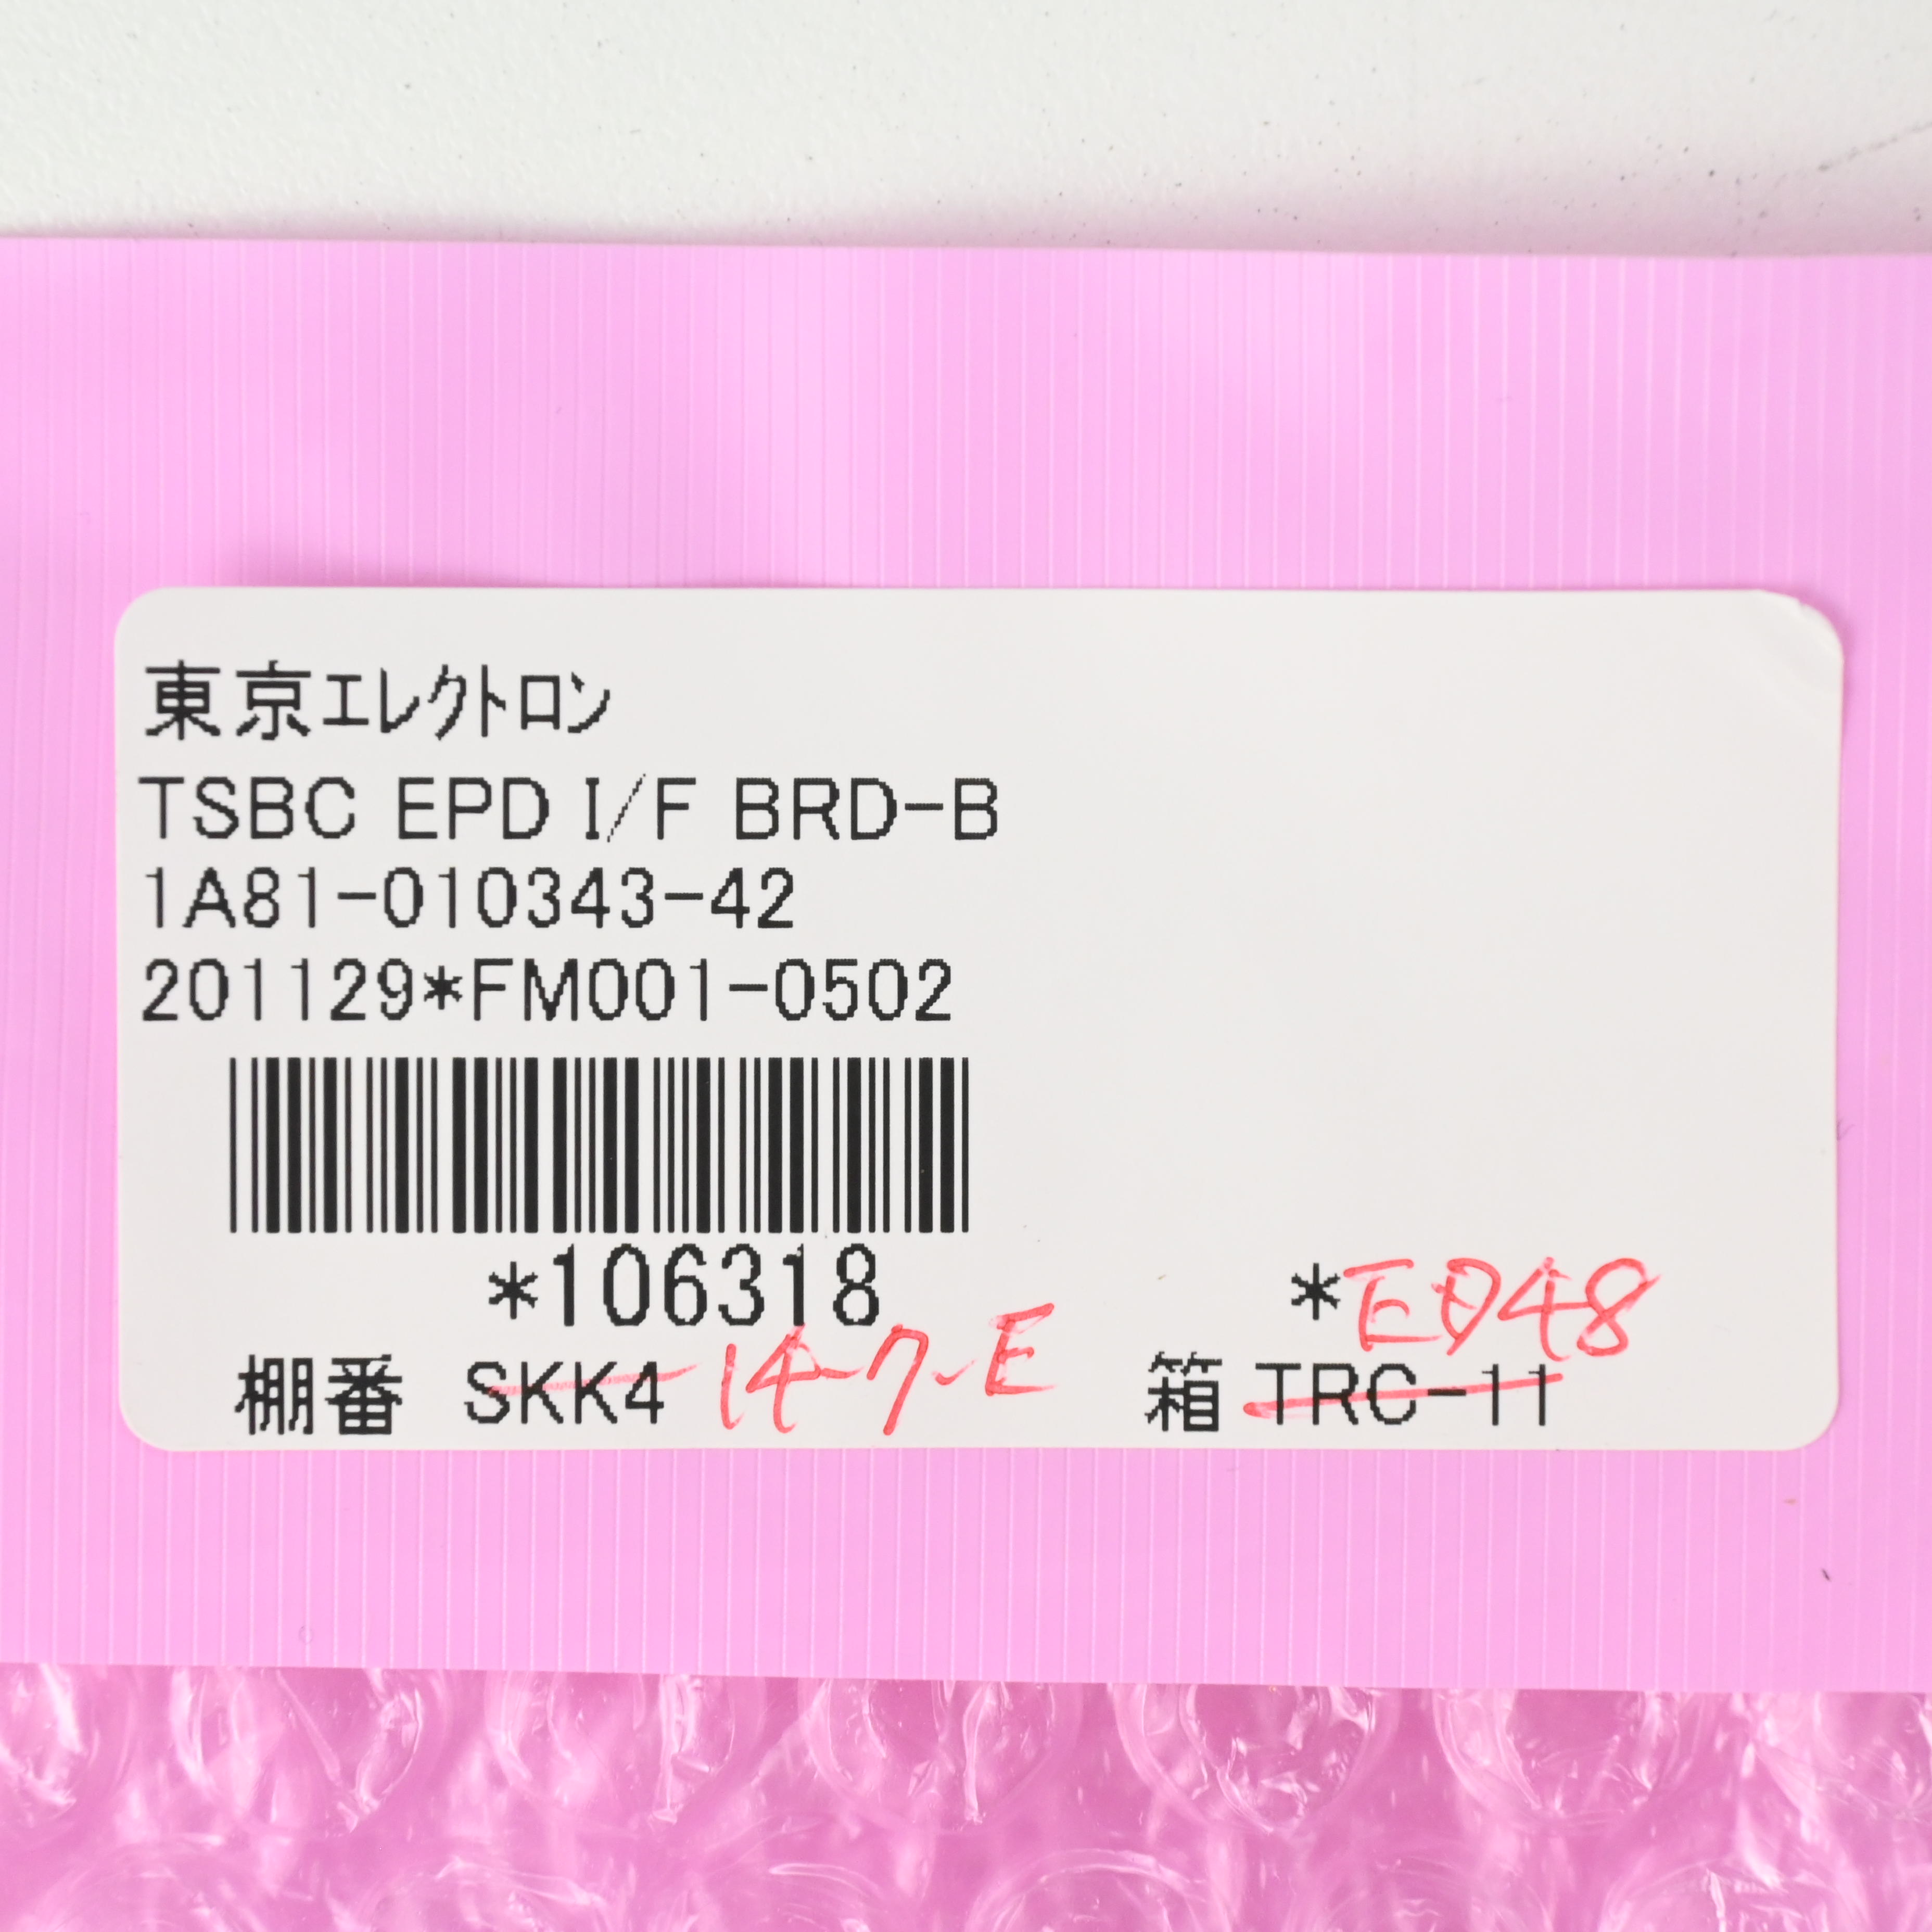 東京エレクトロン
TSBC EPD I/F BRD-B
1A81-010343-42
201129*FM001-0502
*106318 *E048
棚番 SKK4 14-7-E 箱 TRC-11